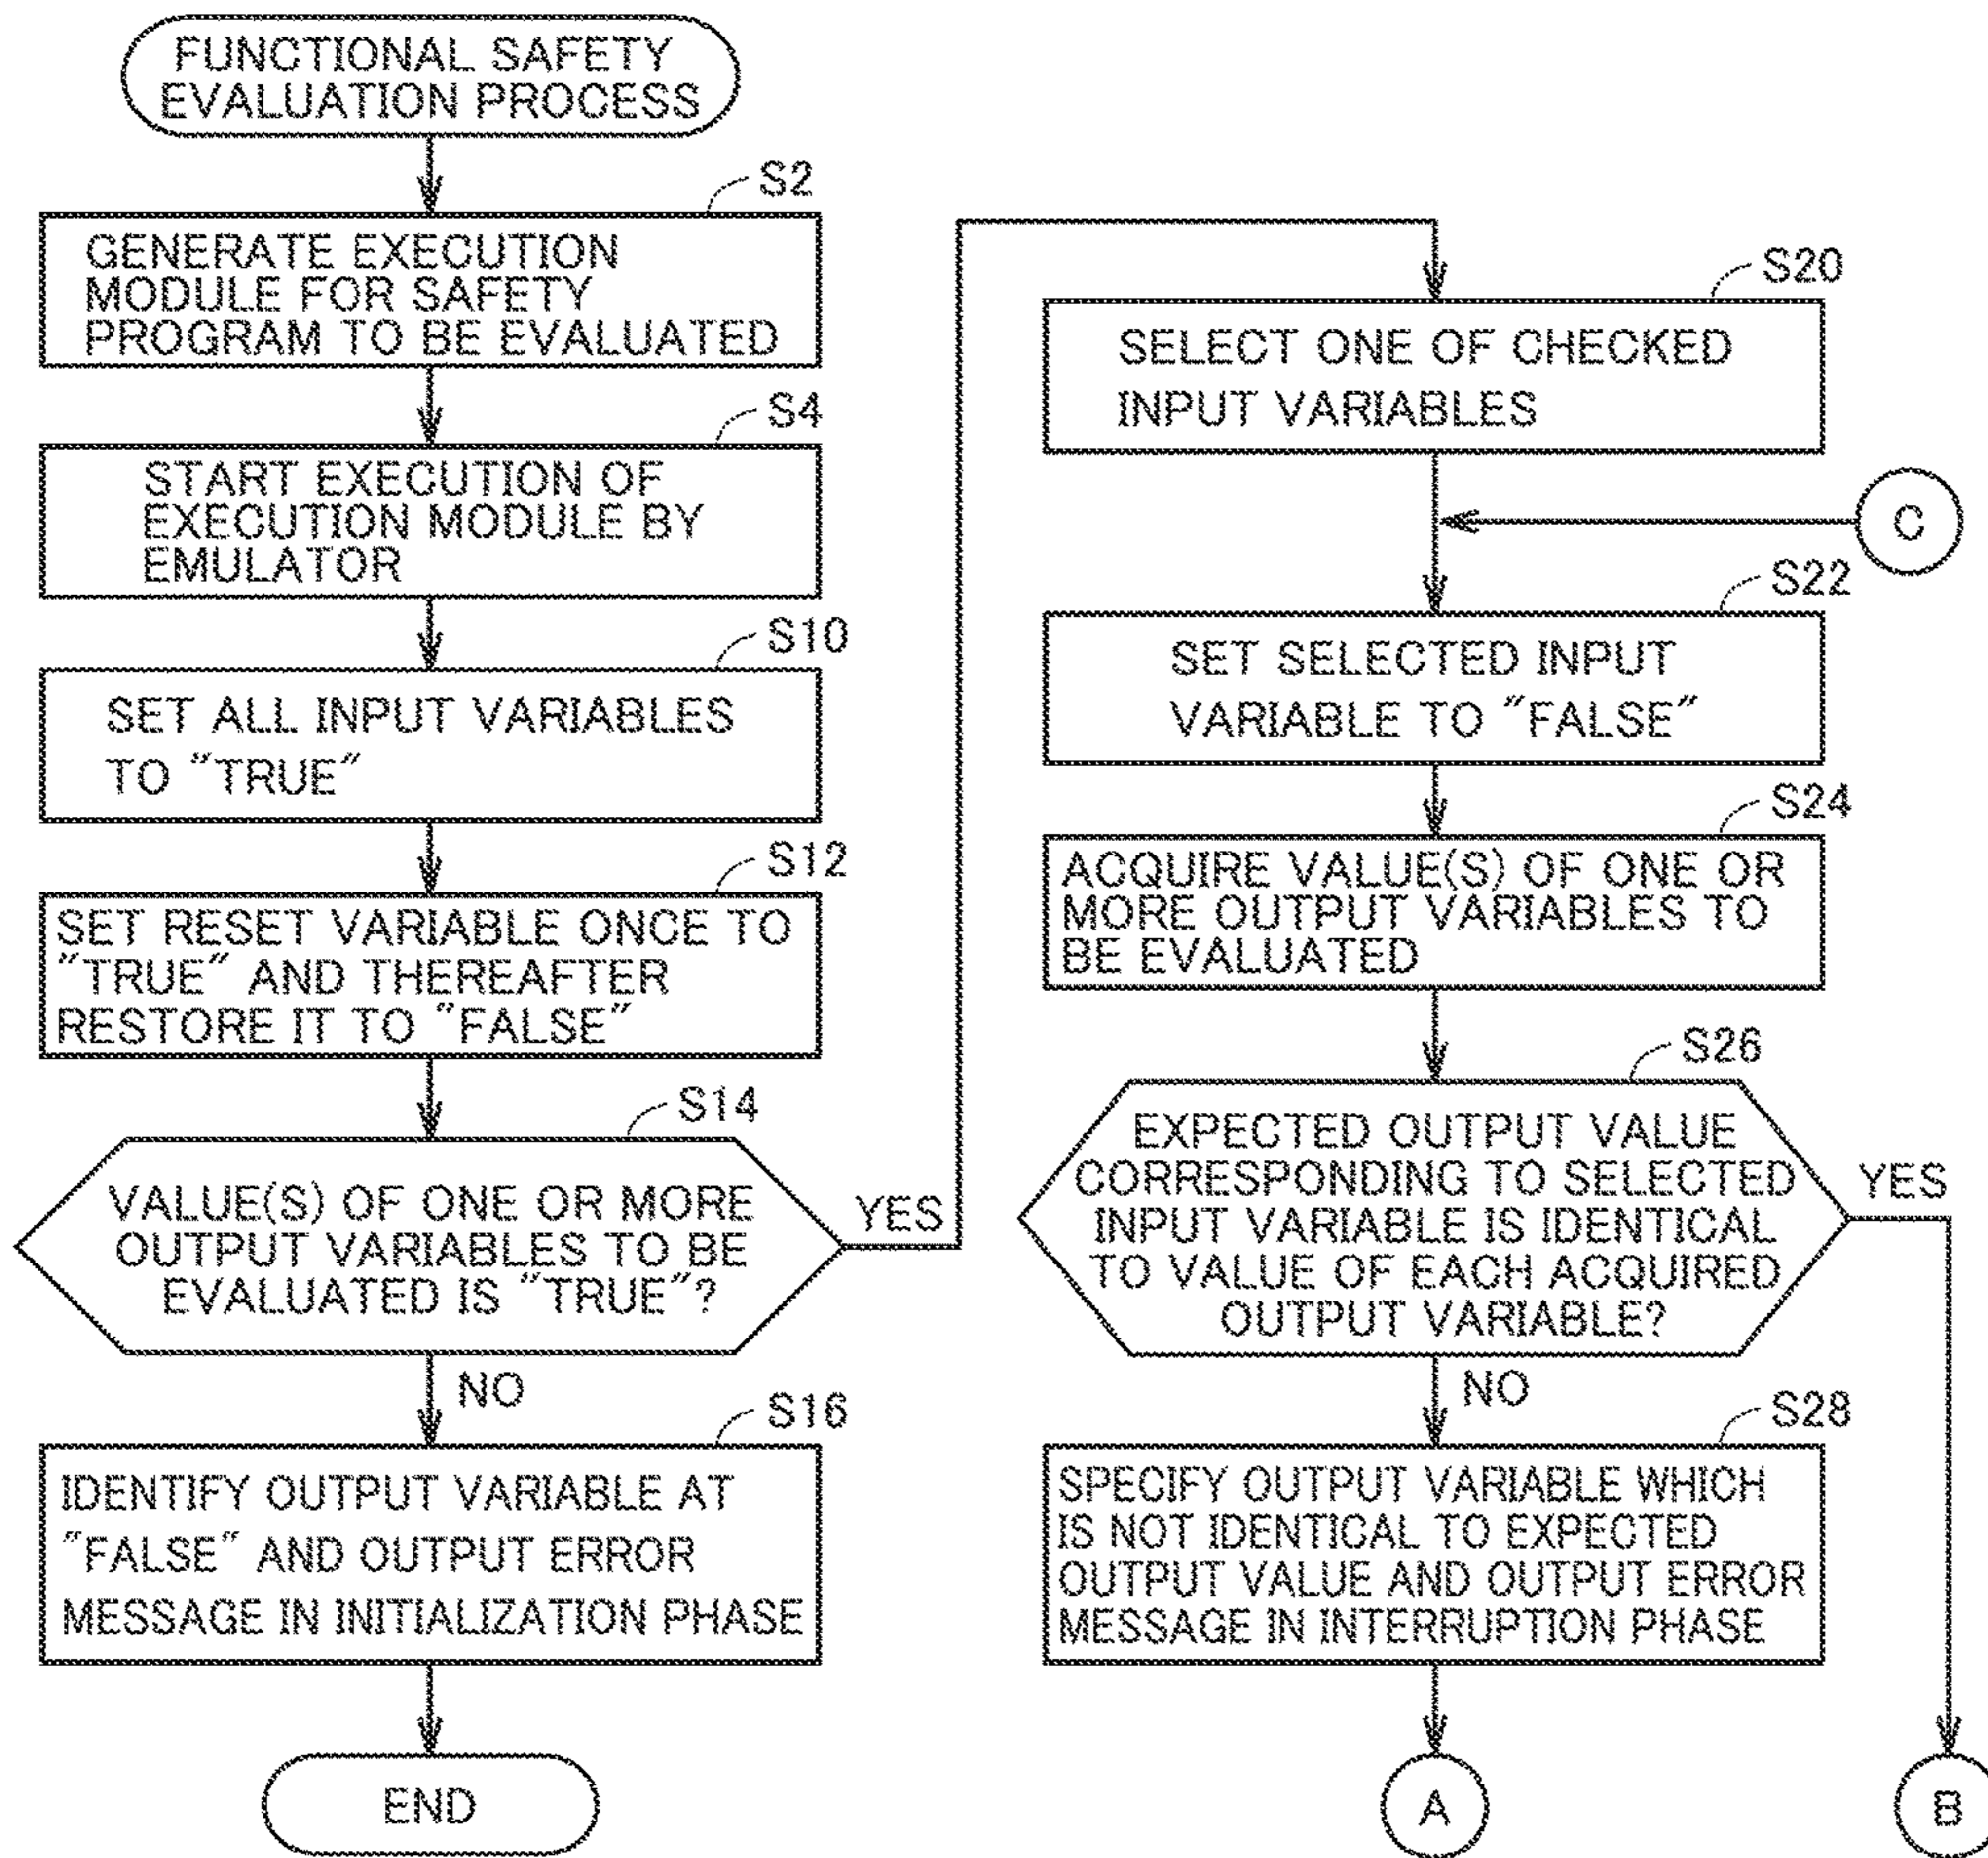 FUNCTIONAL SAFETY
EVALUATION PROCESS
S2
GENERATE EXECUTION
MODULE FOR SAFETY
PROGRAM TO BE EVALUATED
S4
START EXECUTION OF
EXECUTION MODULE BY
EMULATOR
S10
SET ALL INPUT VARIABLES
TO "TRUE"
S12
SET RESET VARIABLE ONCE TO
"TRUE" AND THEREAFTER
RESTORE IT TO "FALSE"
S14
VALUE(S) OF ONE OR MORE
OUTPUT VARIABLES TO BE
EVALUATED IS "TRUE"?
YES
NO
S16
IDENTIFY OUTPUT VARIABLE AT
"FALSE" AND OUTPUT ERROR
MESSAGE IN INITIALIZATION PHASE
END
S20
SELECT ONE OF CHECKED
INPUT VARIABLES
C
S22
SET SELECTED INPUT
VARIABLE TO "FALSE"
S24
ACQUIRE VALUE(S) OF ONE OR
MORE OUTPUT VARIABLES TO
BE EVALUATED
S26
EXPECTED OUTPUT VALUE
CORRESPONDING TO SELECTED
INPUT VARIABLE IS IDENTICAL
TO VALUE OF EACH ACQUIRED
OUTPUT VARIABLE?
YES
NO
S28
SPECIFY OUTPUT VARIABLE WHICH
IS NOT IDENTICAL TO EXPECTED
OUTPUT VALUE AND OUTPUT ERROR
MESSAGE IN INTERRUPTION PHASE
A
B